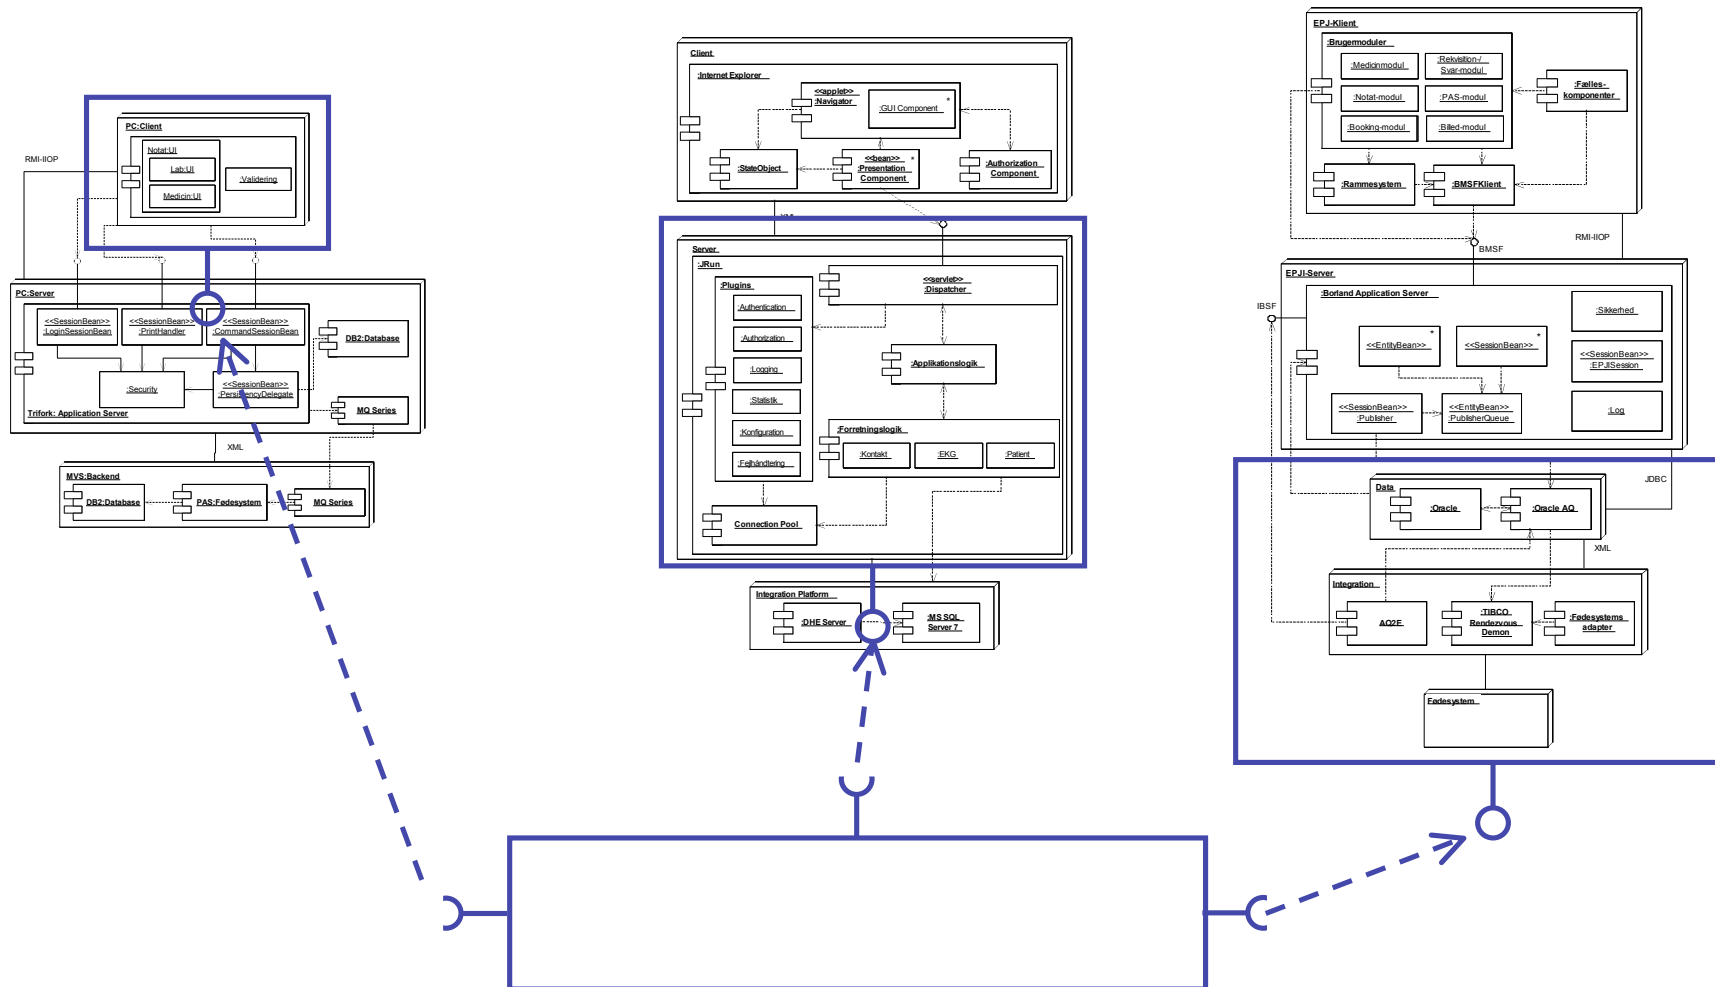 PC:Client
Notat:UI
Lab:UI
Medicin:UI
:Validering
RMI-IIOP
PC:Server
<<SessionBean>>
:LoginSessionBean
<<SessionBean>>
:PrintHandler
<<SessionBean>>
:CommandSessionBean
DB2:Database
:Security
<<SessionBean>>
:PersistencyDelegate
Trifork: Application Server
MQ Series
XML
MVS:Backend
DB2:Database
PAS:Fødesystem
MQ Series
Client
:Internet Explorer
<<applet>>
:Navigator
:GUI Component
*
:StateObject
<<bean>>
*
:Presentation
Component
:Authorization
Component
Server
:JRun
:Plugins
:Authentication
:Authorization
:Logging
:Statistik
:Konfiguration
:Fejlhåndtering
<<servlet>>
:Dispatcher
:Applikationslogik
:Forretningslogik
:Kontakt
:EKG
:Patient
Connection Pool
Integration Platform
:DHE Server
:MS SQL
Server 7
EPJ-Klient
:Brugermoduler
:Medicinmodul
:Rekvisition-/
Svar-modul
:Notat-modul
:PAS-modul
:Booking-modul
:Billed-modul
:Fælles-
komponenter
:Rammesystem
:BMSFKlient
BMSF
RMI-IIOP
EPJI-Server
IBSF
:Borland Application Server
*
<<EntityBean>>
*
<<SessionBean>>
:Sikkerhed
<<SessionBean>>
:EPJISession
:Log
<<SessionBean>>
:Publisher
<<EntityBean>>
:PublisherQueue
JDBC
Data
:Oracle
:Oracle AQ
XML
Integration
:TIBCO
Rendezvous
Demon
:Fødesystems
adapter
Fødesystem